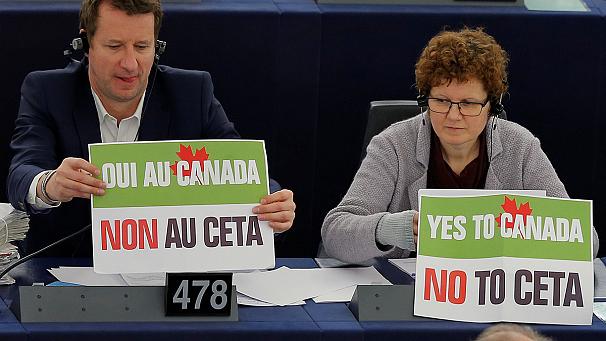 OUI AU CANADA
NON AU CETA
478
YES TO CANADA
NO TO CETA